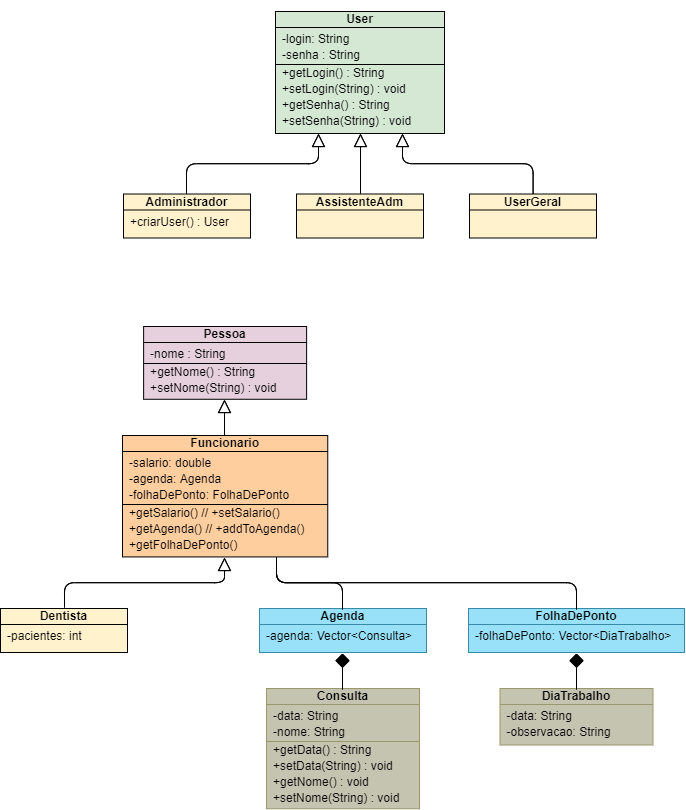 User
-login: String
-senha : String
+getLogin() : String
+setLogin(String) : void
+getSenha() : String
+setSenha(String) : void
Administrador
+criarUser() : User
AssistenteAdm
UserGeral
Pessoa
-nome : String
+getNome() : String
+setNome(String) : void
Funcionario
-salario: double
-agenda: Agenda
-folhaDePonto: FolhaDePonto
+getSalario() // +setSalario()
+getAgenda() // +addToAgenda()
+getFolhaDePonto()
Dentista
-pacientes: int
Agenda
-agenda: Vector<Consulta>
FolhaDePonto
-folhaDePonto: Vector<DiaTrabalho>
Consulta
-data: String
-nome: String
+getData() : String
+setData(String) : void
+getNome() : void
+setNome(String) : void
DiaTrabalho
-data: String
-observacao: String